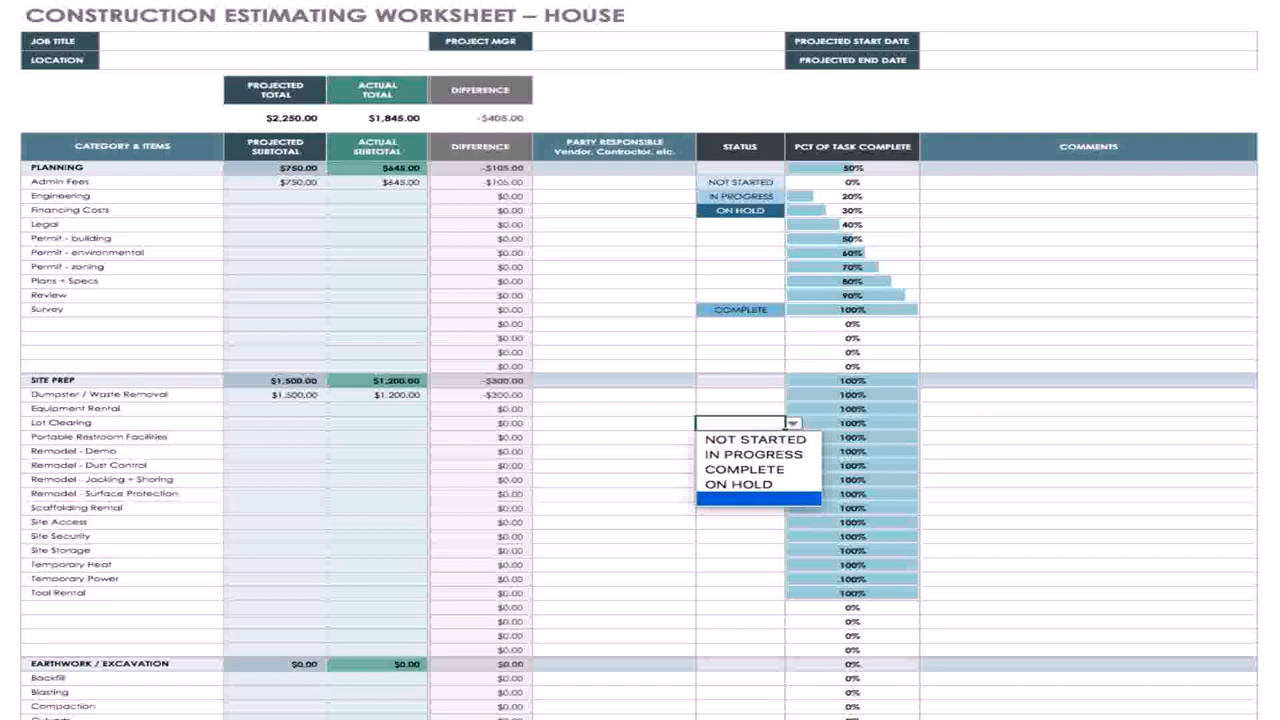 CONSTRUCTION ESTIMATING WORKSHEET – HOUSE
JOB TITLE PROJECT MGR PROJECTED START DATE
LOCATION PROJECTED END DATE
PROJECTED TOTAL ACTUAL TOTAL DIFFERENCE
$2,250.00 $1,845.00 -$405.00
CATEGORY & ITEMS PROJECTED SUBTOTAL ACTUAL SUBTOTAL DIFFERENCE PARTY RESPONSIBLE Vendor, Contractor, etc. STATUS PCT OF TASK COMPLETE COMMENTS
PLANNING $750.00 $645.00 -$105.00 50%
Admin Fees $750.00 $645.00 -$105.00 NOT STARTED 0%
Engineering $0.00 IN PROGRESS 20%
Financing Costs $0.00 ON HOLD 30%
Legal $0.00 40%
Permit - building $0.00 50%
Permit - environmental $0.00 60%
Permit - zoning $0.00 70%
Plans + Specs $0.00 80%
Review $0.00 90%
Survey $0.00 COMPLETE 100%
$0.00 0%
$0.00 0%
$0.00 0%
$0.00 0%
SITE PREP $1,500.00 $1,200.00 -$300.00 100%
Dumpster / Waste Removal $1,500.00 $1,200.00 -$300.00 100%
Equipment Rental $0.00 100%
Lot Clearing $0.00 100%
Portable Restroom Facilities $0.00 NOT STARTED 100%
Remodel - Demo $0.00 IN PROGRESS 100%
Remodel - Dust Control $0.00 COMPLETE 100%
Remodel - Jacking + Shoring $0.00 ON HOLD 100%
Remodel - Surface Protection $0.00 100%
Scaffolding Rental $0.00 100%
Site Access $0.00 100%
Site Security $0.00 100%
Site Storage $0.00 100%
Temporary Heat $0.00 100%
Temporary Power $0.00 100%
Tool Rental $0.00 100%
$0.00 0%
$0.00 0%
$0.00 0%
$0.00 0%
EARTHWORK / EXCAVATION $0.00 $0.00 $0.00 0%
Backfill $0.00 0%
Blasting $0.00 0%
Compaction $0.00 0%